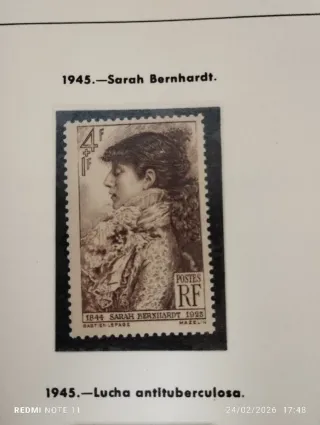 1945.—Sarah Bernhardt.
4F
+1F
POSTES
RF
1844 SARAH BERNHARDT 1923
BASTIEN-LEPAGE MAZELIN
1945.—Lucha antituberculosa.
REDMI NOTE 11 24/02/2026 17:48